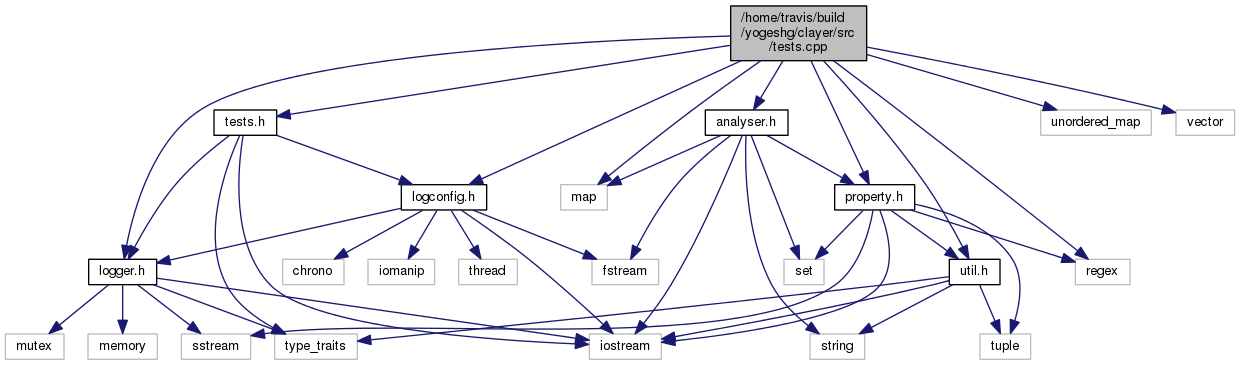 /home/travis/build
/yogeshg/clayer/src
/tests.cpp
tests.h
analyser.h
unordered_map
vector
logconfig.h
map
property.h
logger.h
chrono
iomanip
thread
fstream
set
util.h
regex
mutex
memory
sstream
type_traits
iostream
string
tuple